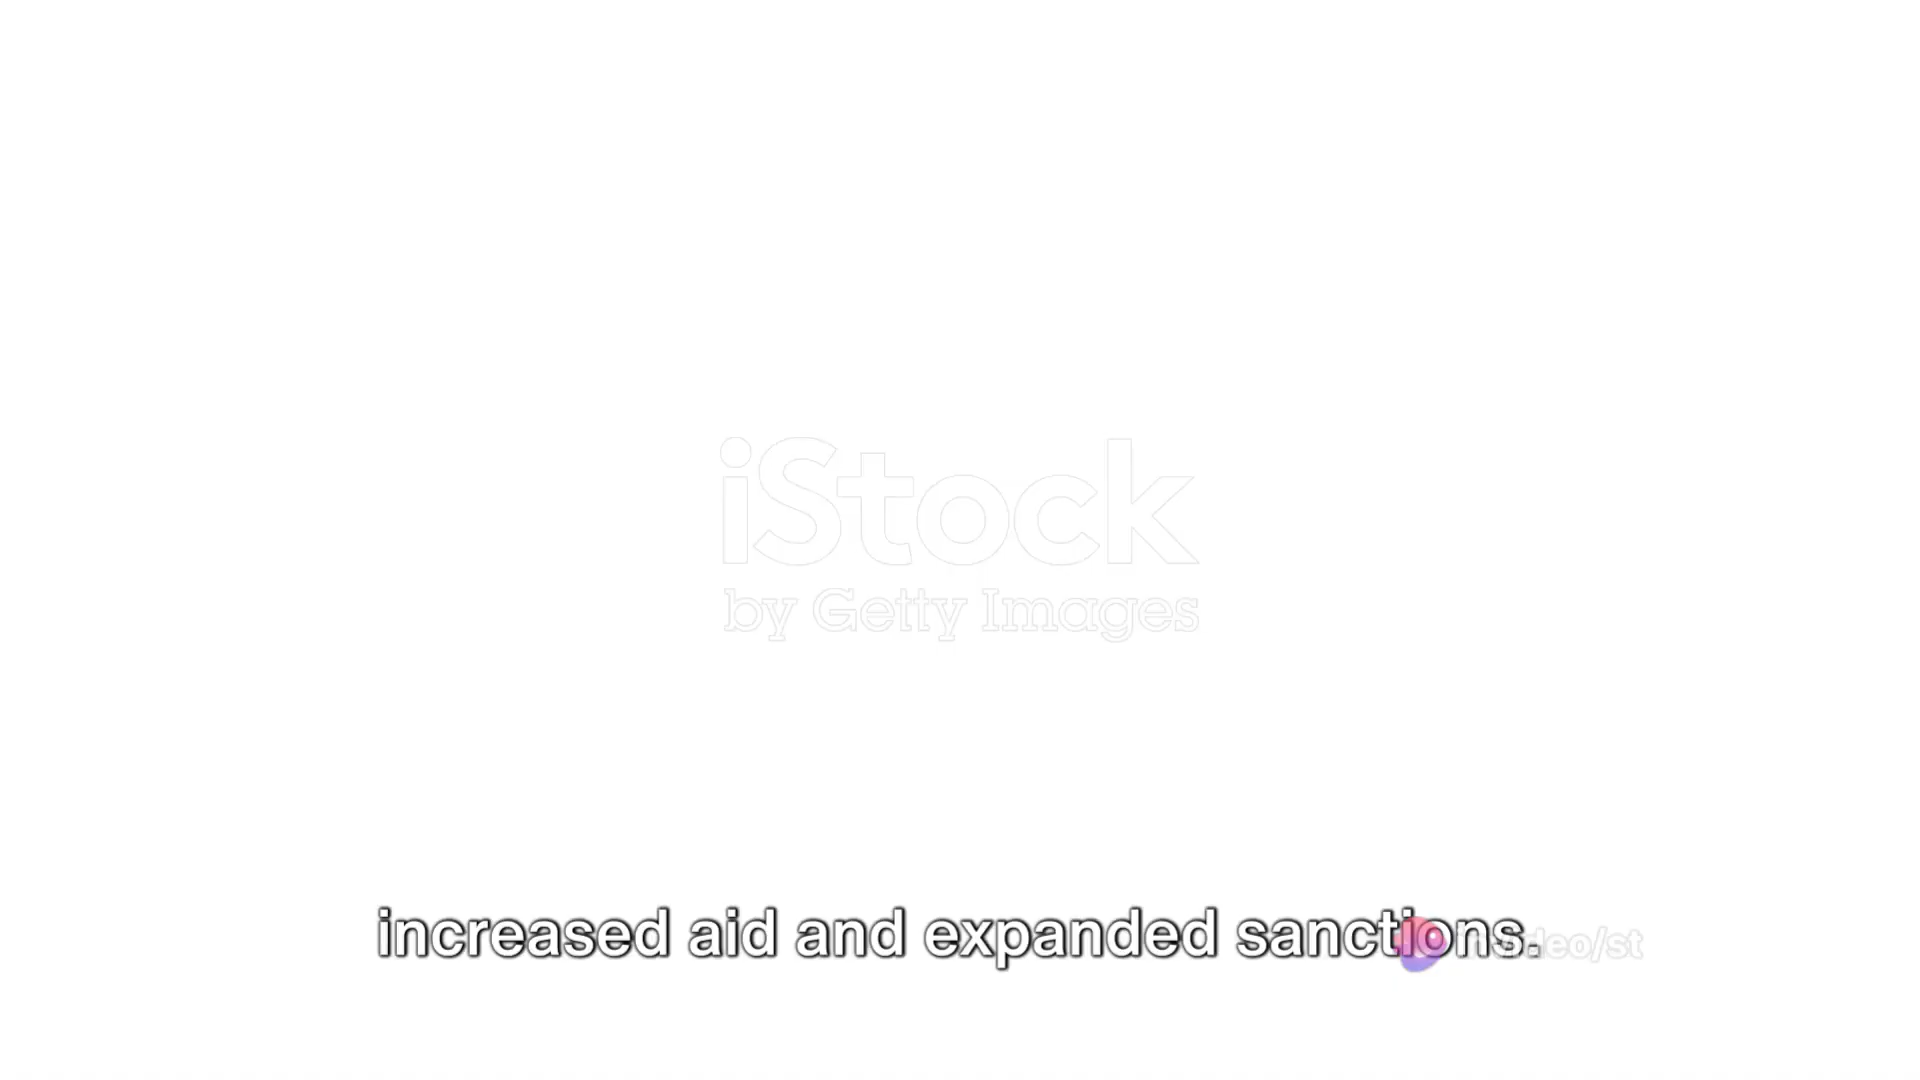 iStock
by Getty Images
increased aid and expanded sanctions.